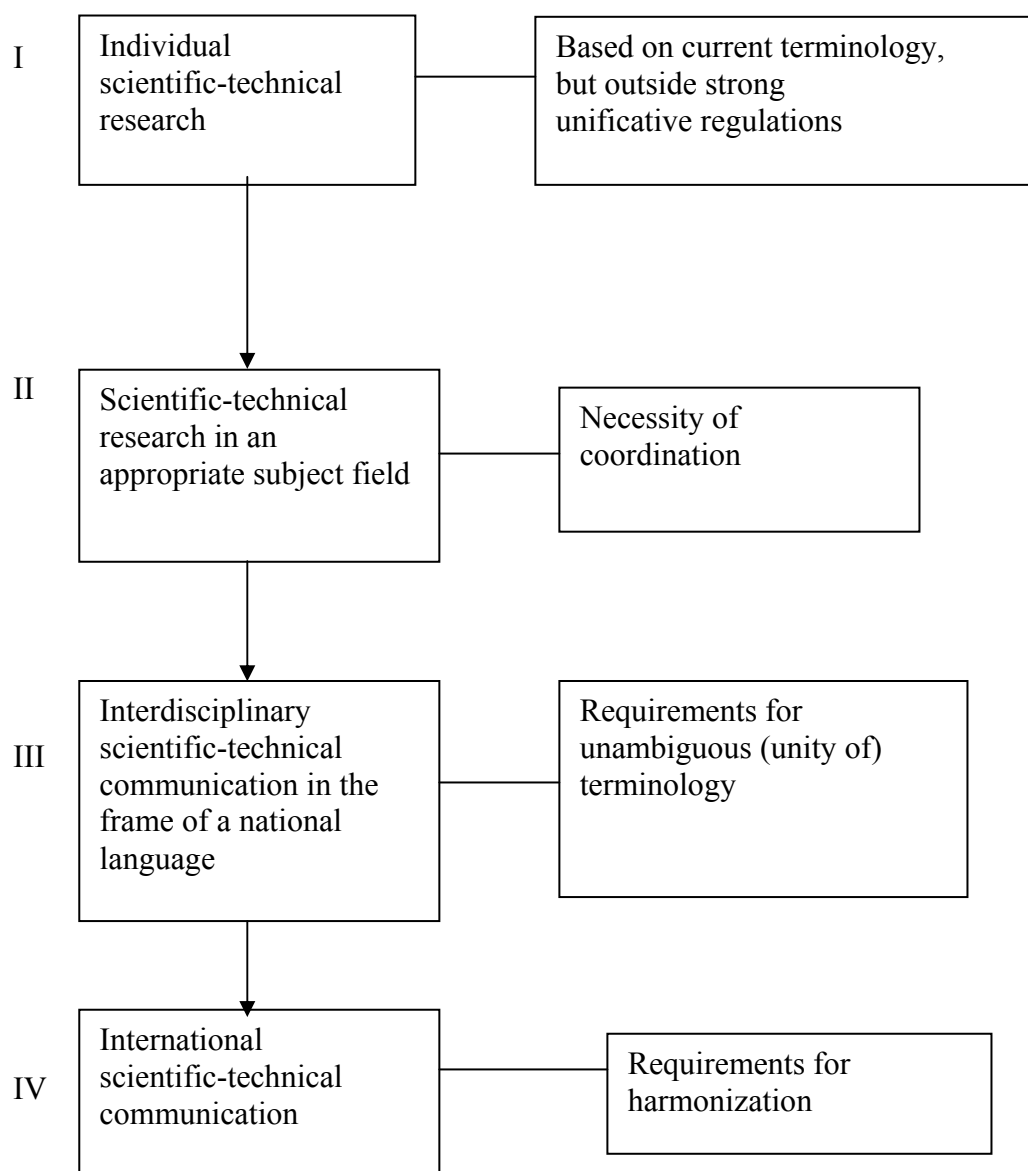 I
Individual
scientific-technical
research
Based on current terminology,
but outside strong
unificative regulations
II
Scientific-technical
research in an
appropriate subject field
Necessity of
coordination
III
Interdisciplinary
scientific-technical
communication in the
frame of a national
language
Requirements for
unambiguous (unity of)
terminology
IV
International
scientific-technical
communication
Requirements for
harmonization